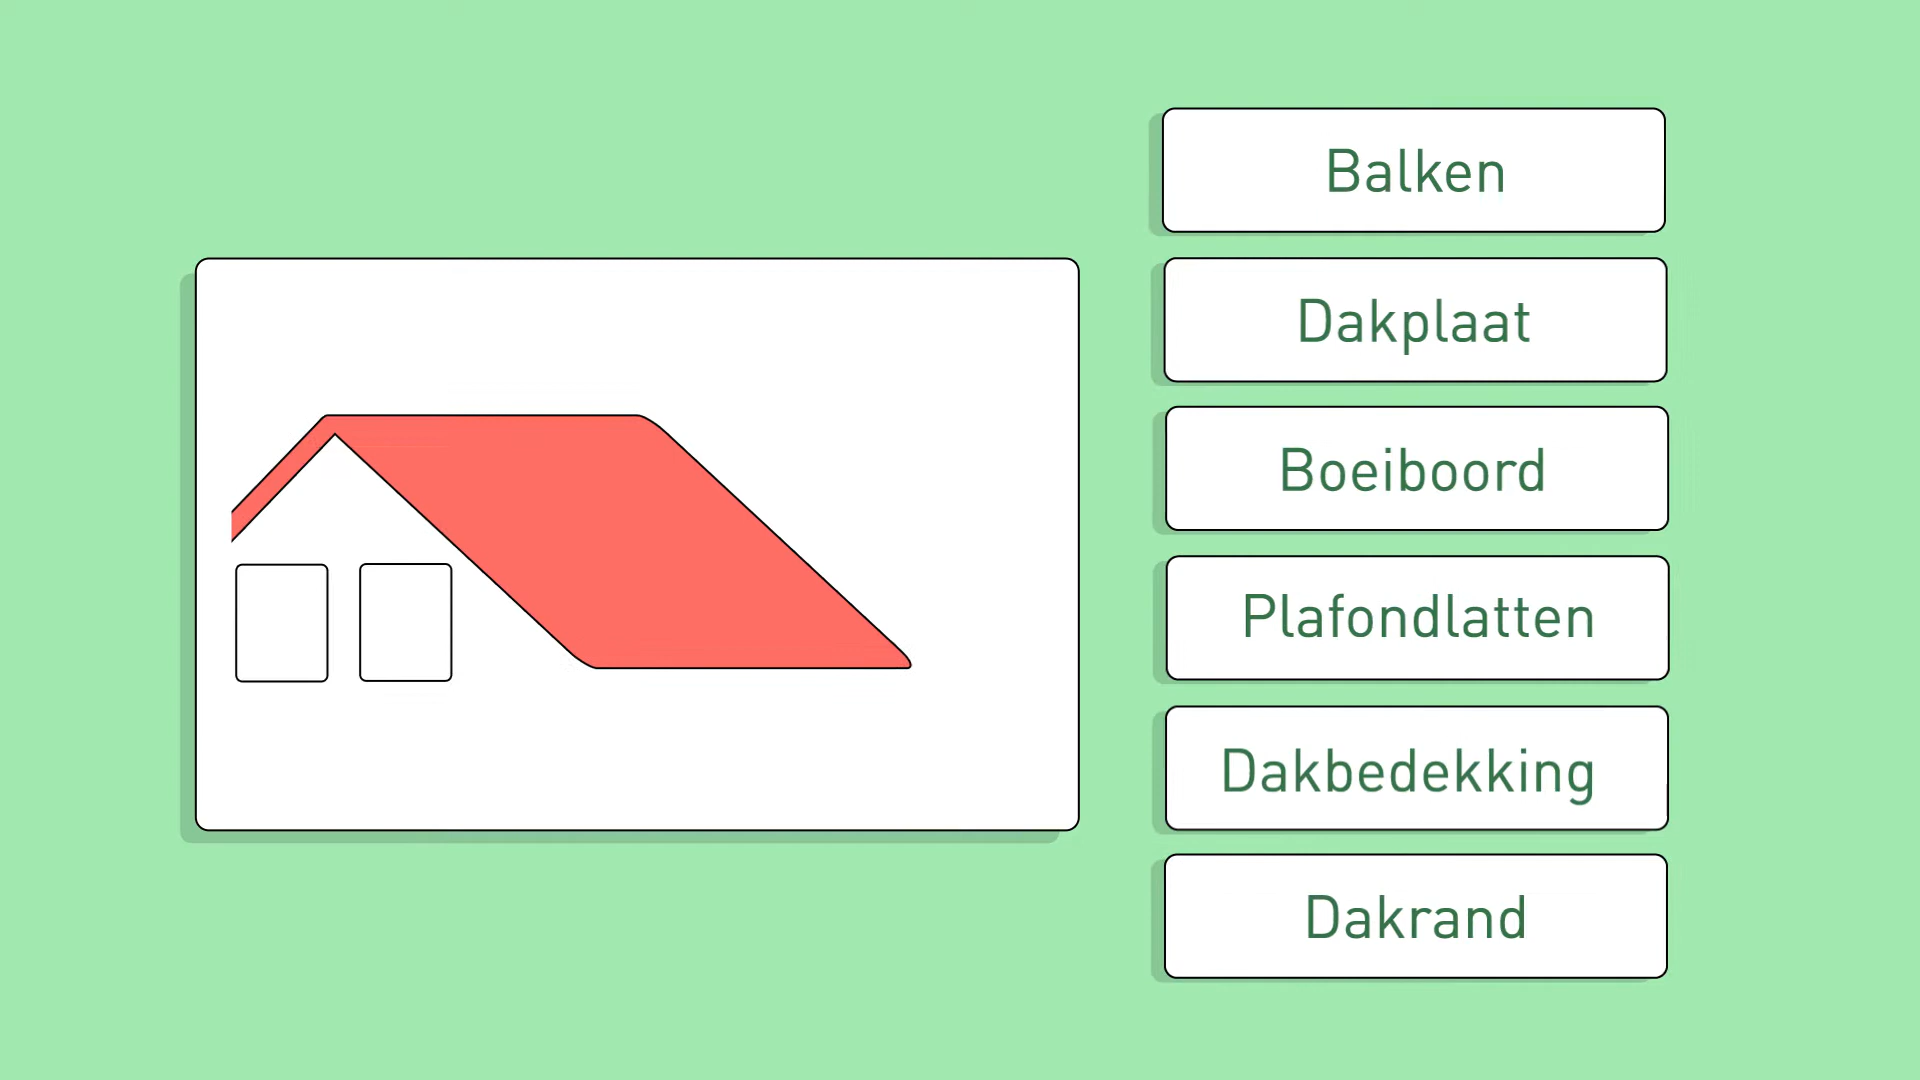 Balken
Dakplaat
Boeiboord
Plafondlatten
Dakbedekking
Dakrand